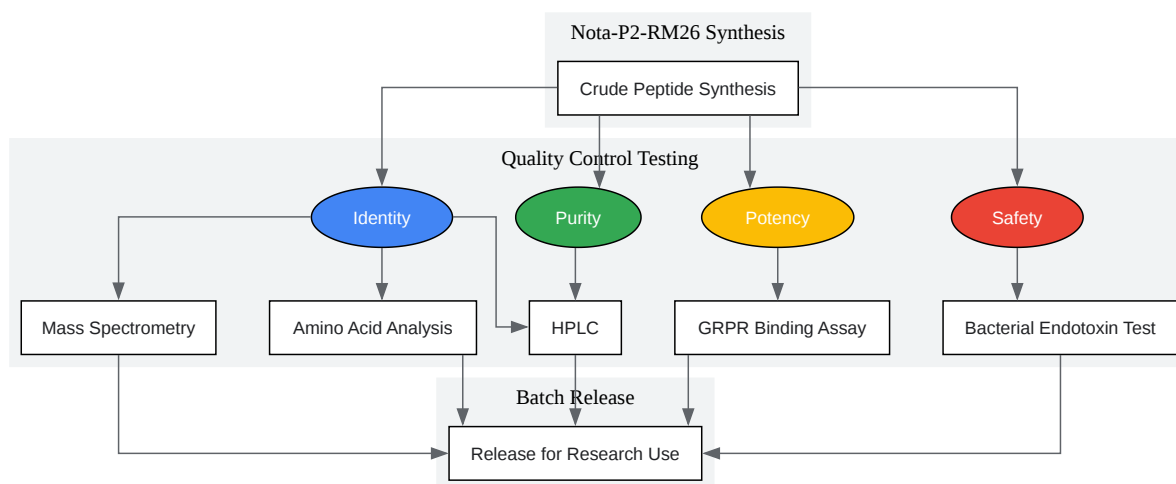 Nota-P2-RM26 Synthesis
Crude Peptide Synthesis
Quality Control Testing
Identity
Purity
Potency
Safety
Mass Spectrometry
Amino Acid Analysis
HPLC
GRPR Binding Assay
Bacterial Endotoxin Test
Batch Release
Release for Research Use